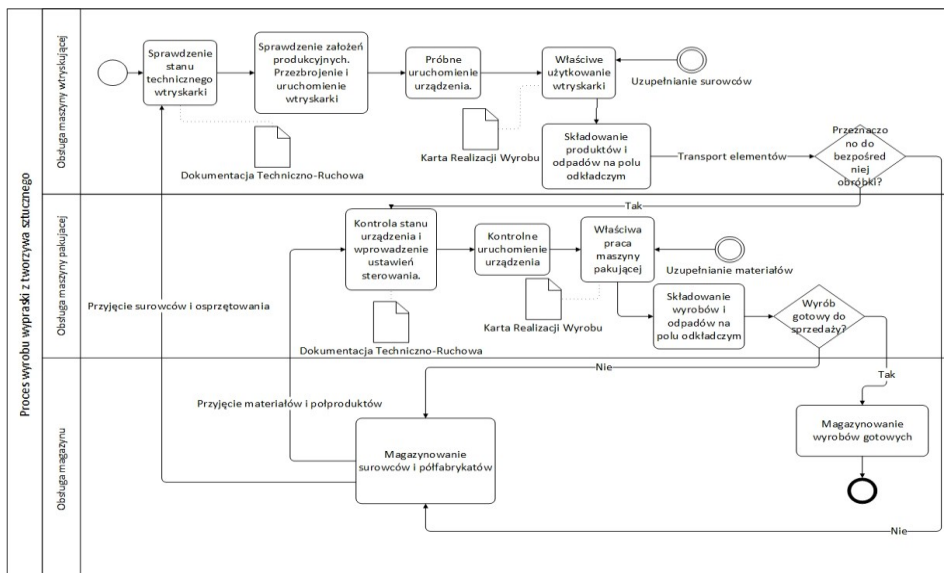 Proces wyrobu wypraski z tworzywa sztucznego
Obsługa maszyny wtryskującej
Sprawdzenie
stanu
technicznego
wtryskarki
Sprawdzenie założeń
produkcyjnych.
Przezbrojenie i
uruchomienie
wtryskarki
Próbne
uruchomienie
urządzenia.
Właściwe
użytkowanie
wtryskarki
Uzupełnianie surowców
Dokumentacja Techniczno-Ruchowa
Karta Realizacji Wyrobu
Składowanie
produktów i
odpadów na polu
odkładczym
Transport elementów
Przeznaczo
no do
bezpośred
niej
obróbki?
Tak
Obsługa maszyny pakujacej
Kontrola stanu
urządzenia i
wprowadzenie
ustawień
sterowania.
Kontrolne
uruchomienie
urządzenia
Właściwa
praca
maszyny
pakującej
Uzupełnianie materiałów
Przyjęcie surowców i osprzętowania
Dokumentacja Techniczno-Ruchowa
Karta Realizacji Wyrobu
Składowanie
wyrobów i
odpadów na
polu odkładczym
Wyrób
gotowy do
sprzedaży?
Nie
Tak
Obsługa magazynu
Przyjęcie materiałów i połproduktów
Magazynowanie
surowców i półfabrykatów
Magazynowanie
wyrobów gotowych
Nie